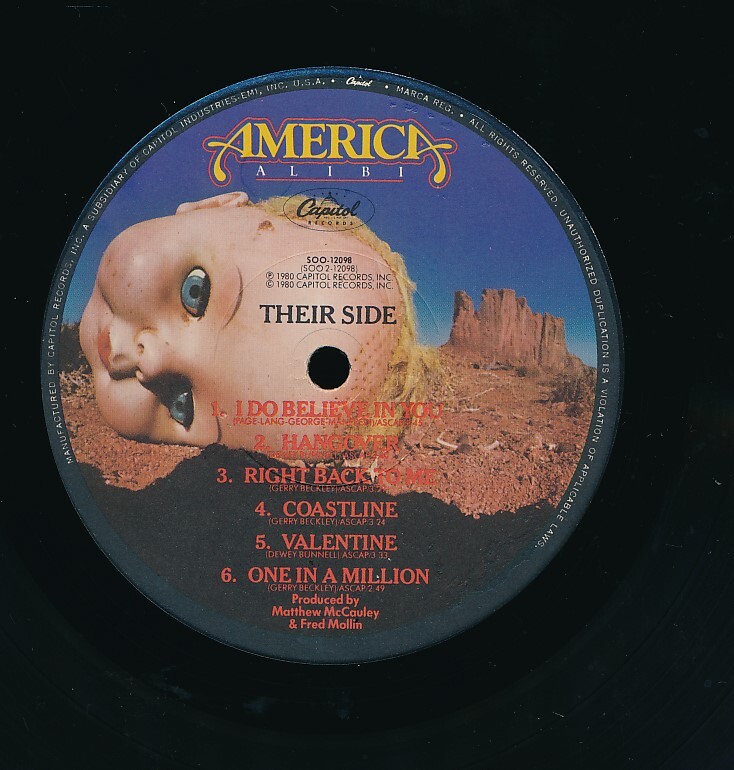 MANUFACTURED BY CAPITOL RECORDS, INC. A SUBSIDIARY OF CAPITOL INDUSTRIES-EMI, INC. U.S.A. • Capitol • MARCA REG. • ALL RIGHTS RESERVED. UNAUTHORIZED DUPLICATION IS A VIOLATION OF APPLICABLE LAWS.
AMERICA
ALIBI
Capitol
RECORDS
SOO-12098
(SOO 2-12098)
℗ 1980 CAPITOL RECORDS, INC.
© 1980 CAPITOL RECORDS, INC.
THEIR SIDE
1. I DO BELIEVE IN YOU
(PAGE-LANG-GEORGE-
2. HANGOVER
3. RIGHT BACK TO ME
(GERRY BECKLEY) ASCAP
4. COASTLINE
(GERRY BECKLEY) ASCAP 3:24
5. VALENTINE
(DEWEY BUNNELL) ASCAP 3:33
6. ONE IN A MILLION
(GERRY BECKLEY) ASCAP 2:49
Produced by
Matthew McCauley
& Fred Mollin